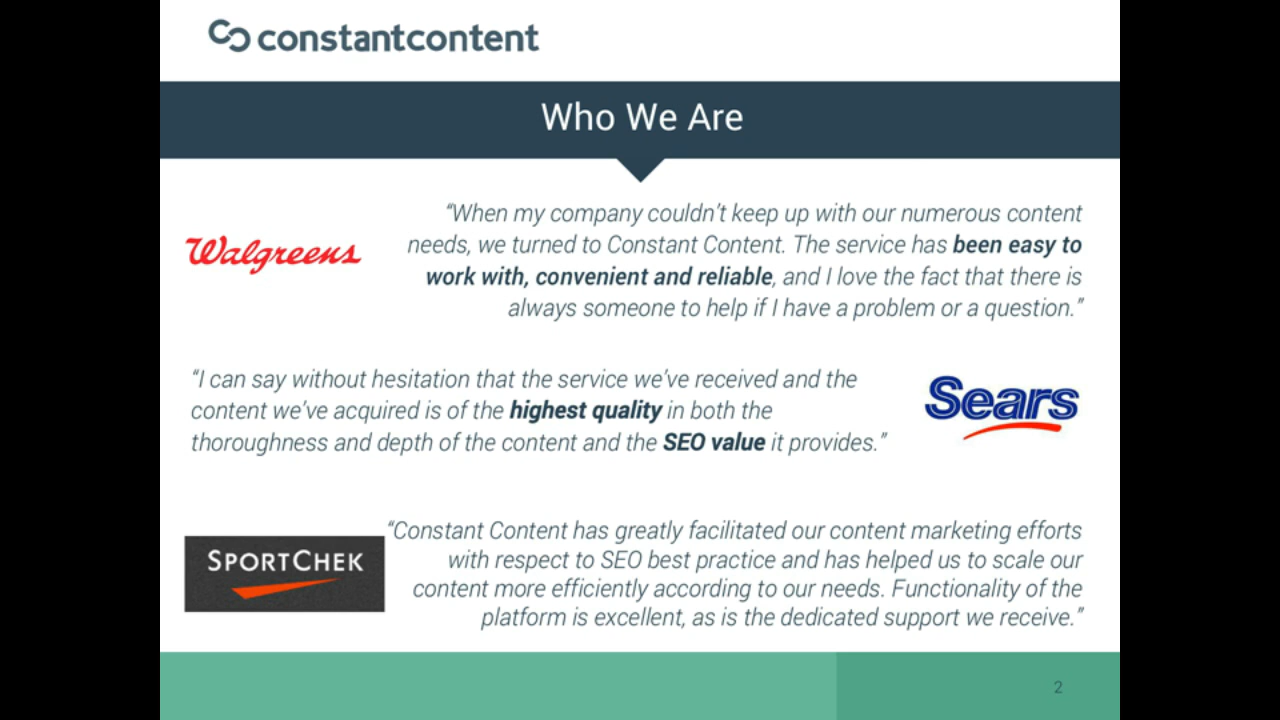 constantcontent
Who We Are
“When my company couldn’t keep up with our numerous content
needs, we turned to Constant Content. The service has been easy to
work with, convenient and reliable, and I love the fact that there is
always someone to help if I have a problem or a question.”
Walgreens
“I can say without hesitation that the service we’ve received and the
content we’ve acquired is of the highest quality in both the
thoroughness and depth of the content and the SEO value it provides.”
Sears
“Constant Content has greatly facilitated our content marketing efforts
with respect to SEO best practice and has helped us to scale our
content more efficiently according to our needs. Functionality of the
platform is excellent, as is the dedicated support we receive.”
SPORTCHEK
2